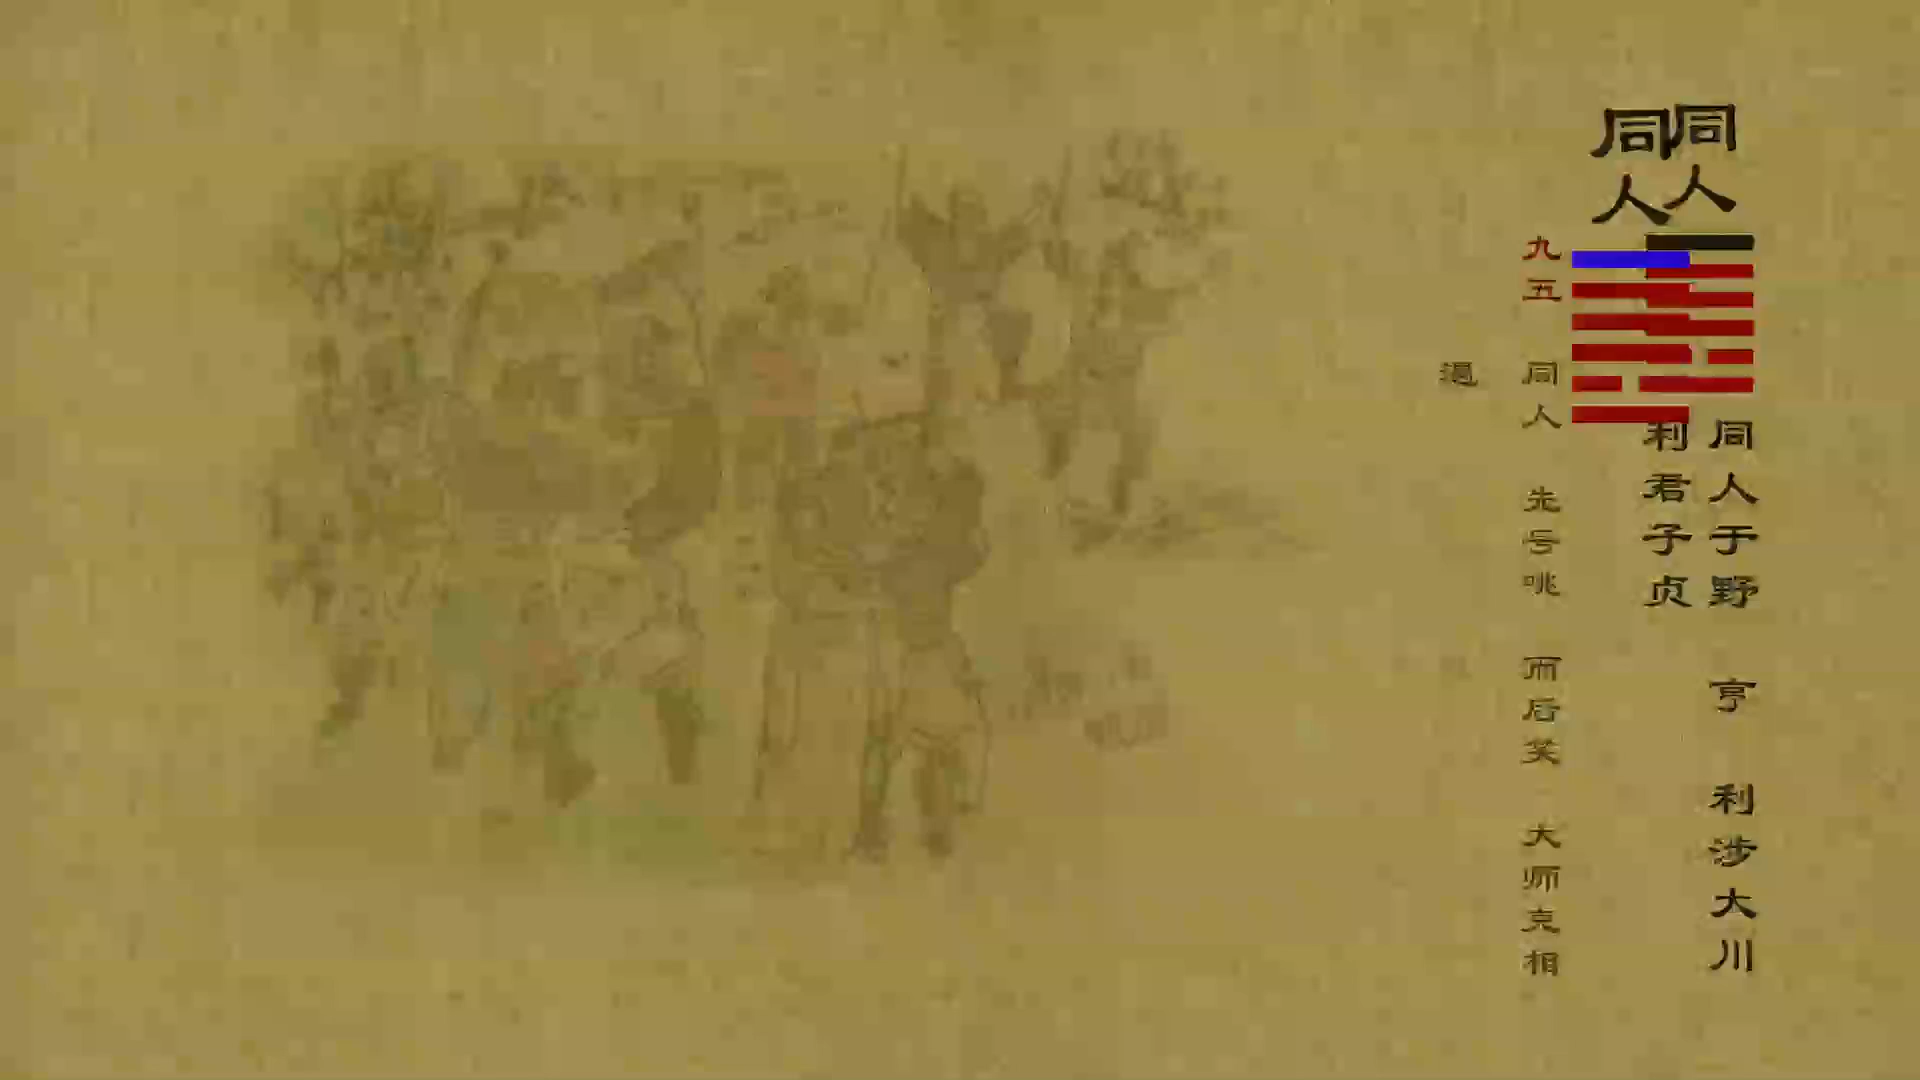 同人
同人
同人于野 亨 利涉大川
利君子贞
九五 同人 先号咷 而后笑 大师克相
遇